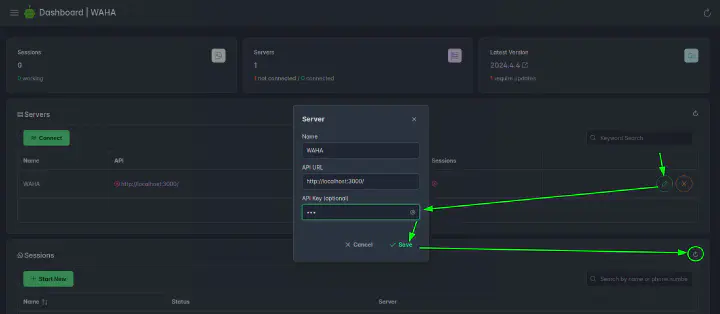 Dashboard | WAHA
Sessions
0
0 working
Servers
1
1 not connected / 0 connected
Latest Version
2024.4.4
1 require updates
Servers
Connect
Keyword Search
Name
API
Sessions
WAHA
http://localhost:3000/
Server
Name
WAHA
API URL
http://localhost:3000/
API Key (optional)
•••
Cancel
Save
Sessions
Start New
Search by name or phone numbe
Name
Status
Server